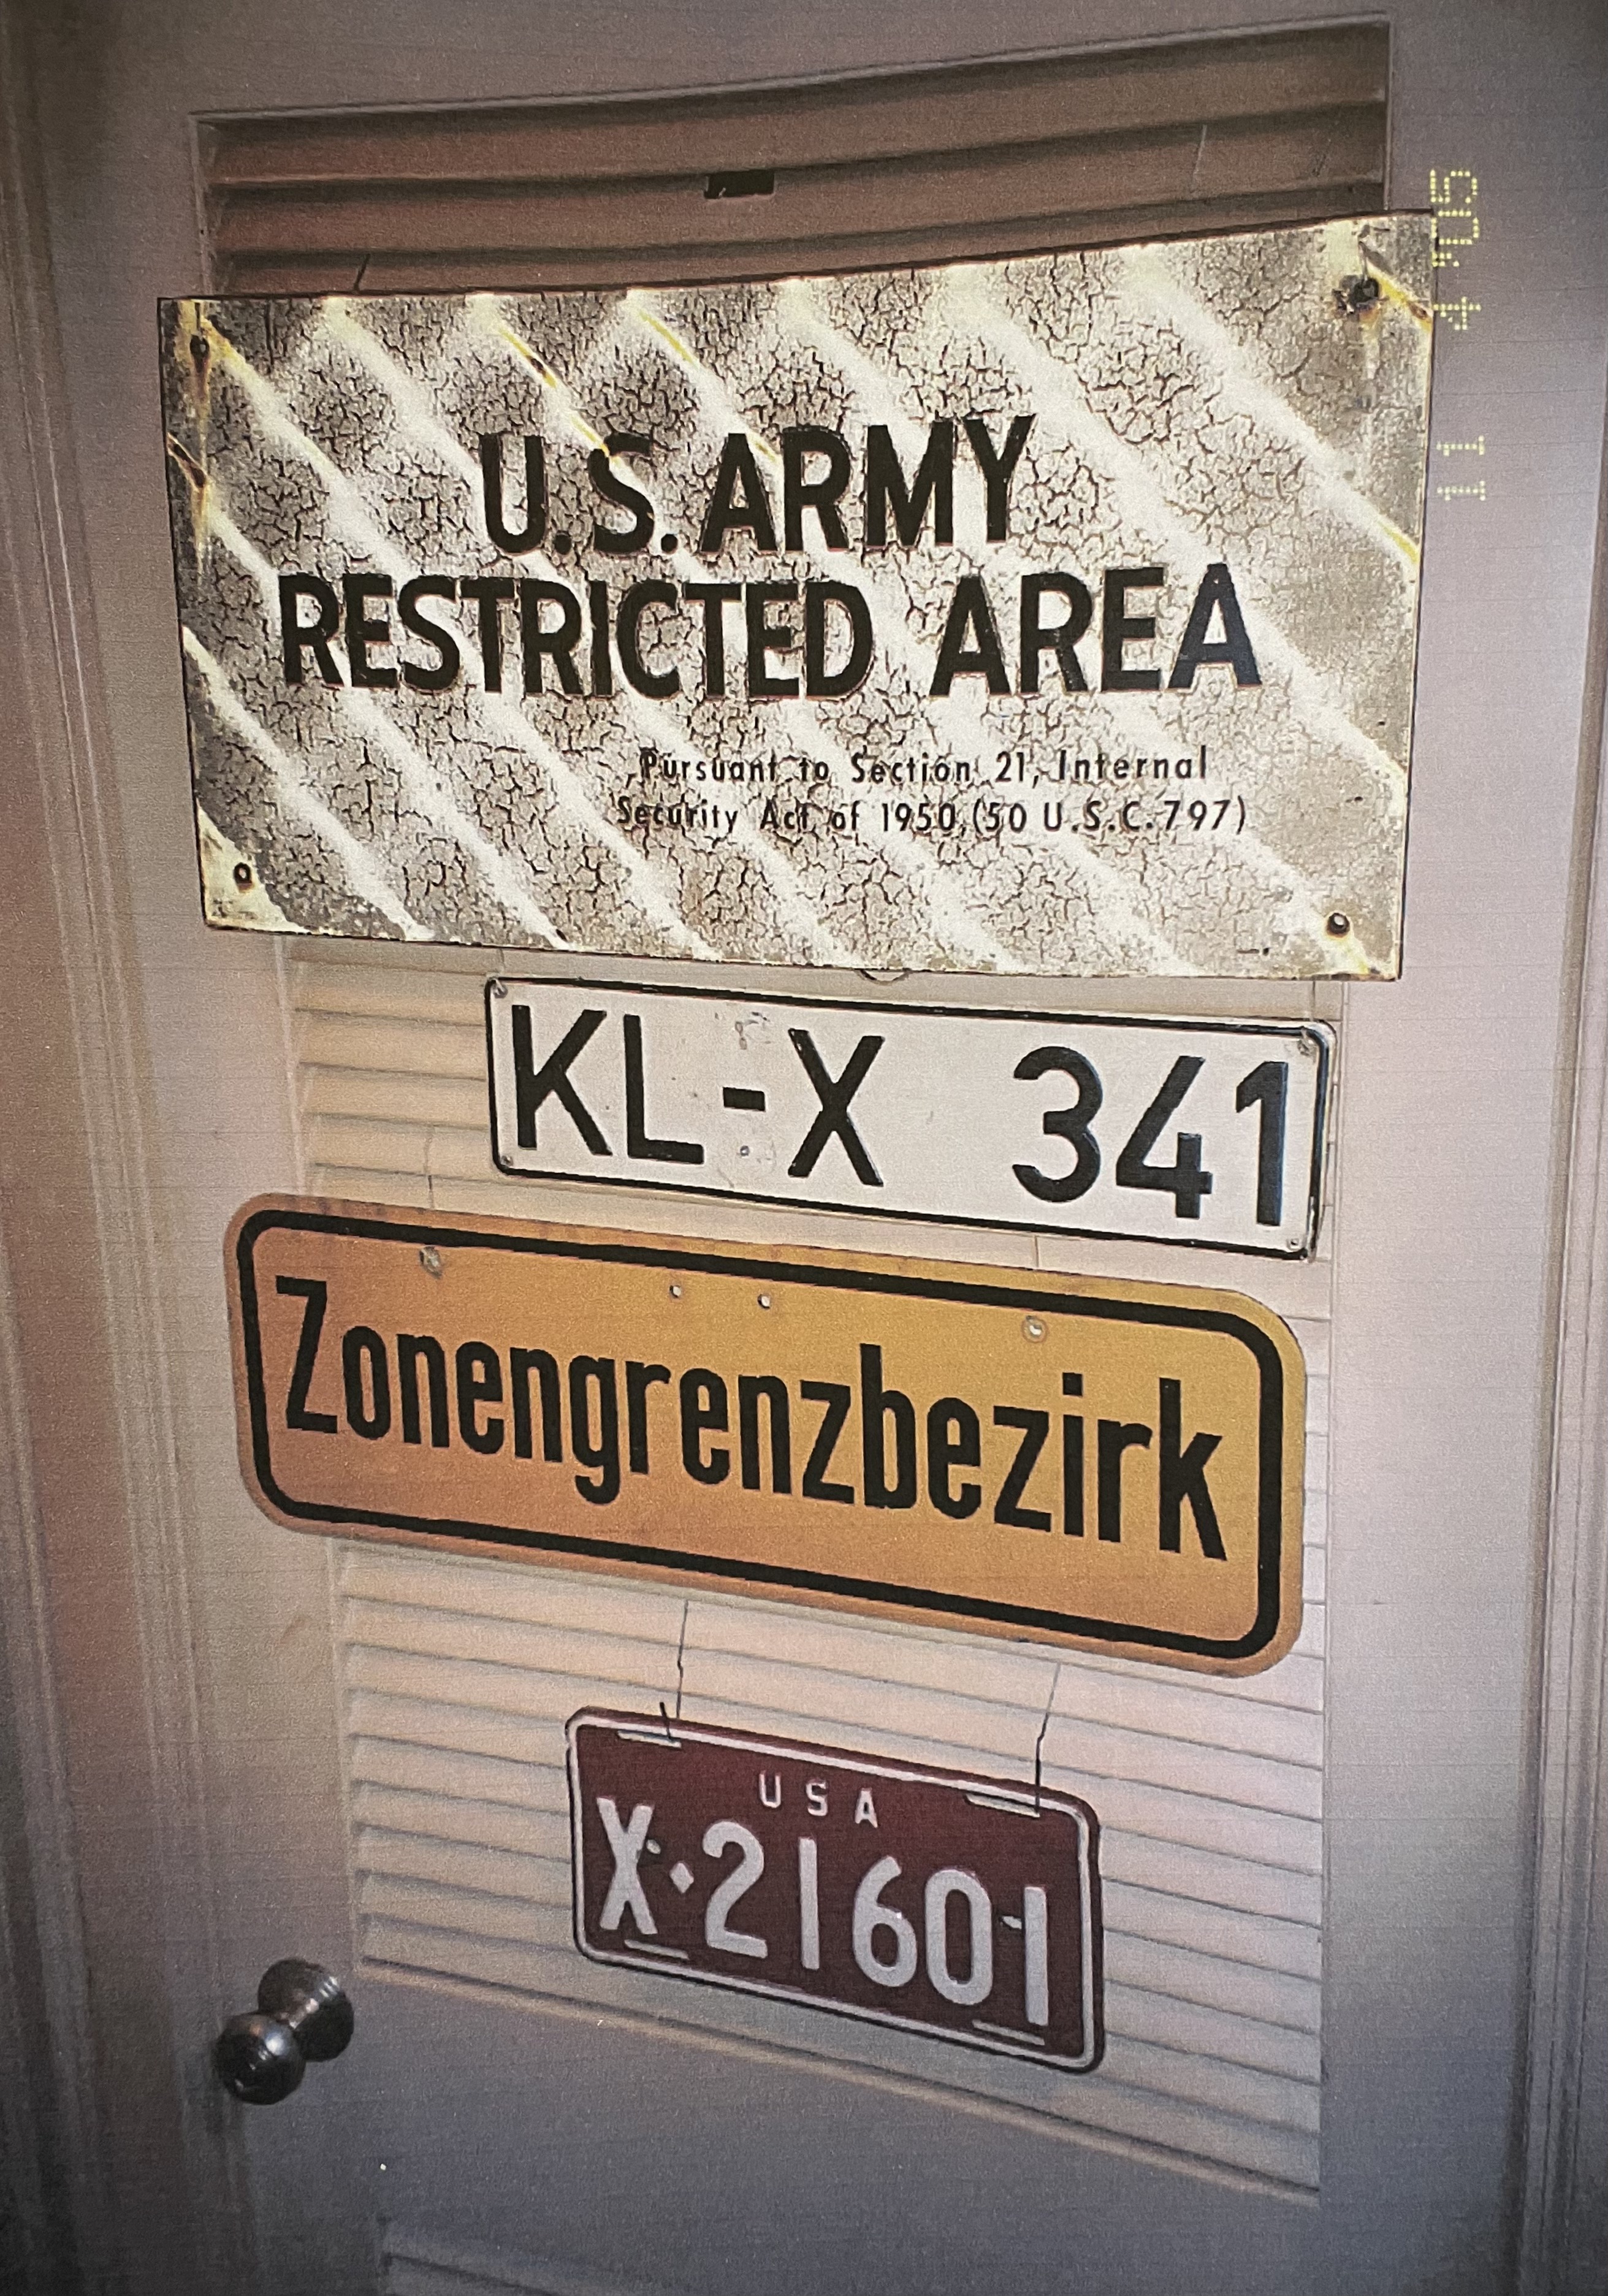 U.S. ARMY
RESTRICTED AREA
Pursuant to Section 21, Internal
Security Act of 1950 (50 U.S.C. 797)
KL-X 341
Zonengrenzbezirk
USA
X·21601